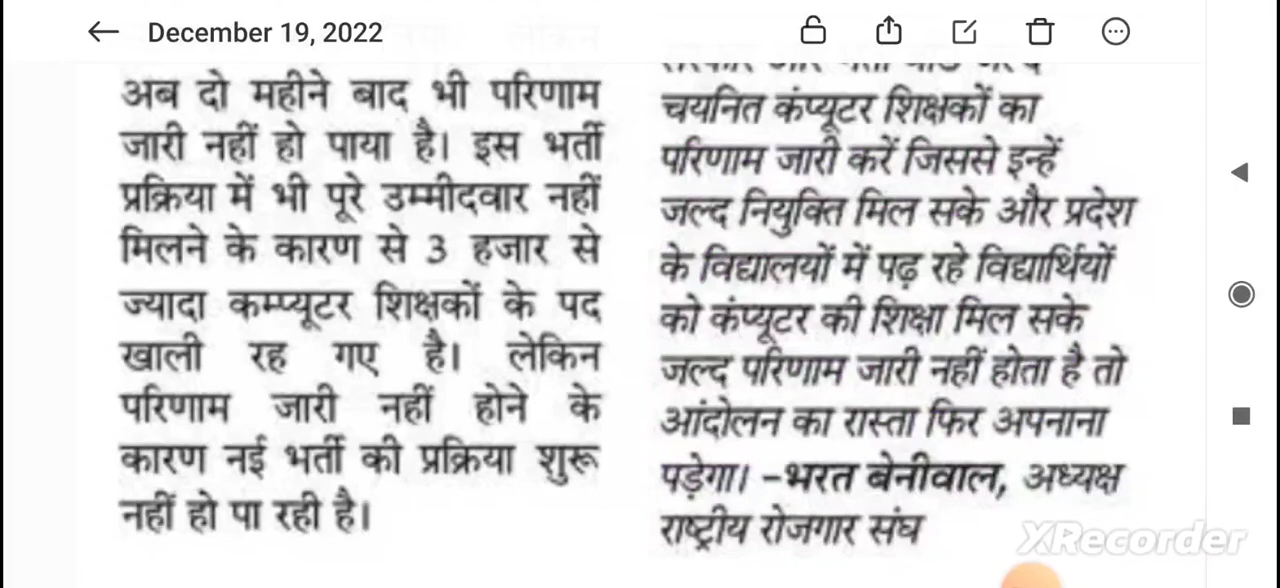 December 19, 2022
अब दो महीने बाद भी परिणाम
जारी नहीं हो पाया है। इस भर्ती
प्रक्रिया में भी पूरे उम्मीदवार नहीं
मिलने के कारण से 3 हजार से
ज्यादा कम्प्यूटर शिक्षकों के पद
खाली रह गए है। लेकिन
परिणाम जारी नहीं होने के
कारण नई भर्ती की प्रक्रिया शुरू
नहीं हो पा रही है।
चयनित कंप्यूटर शिक्षकों का
परिणाम जारी करें जिससे इन्हें
जल्द नियुक्ति मिल सके और प्रदेश
के विद्यालयों में पढ़ रहे विद्यार्थियों
को कंप्यूटर की शिक्षा मिल सके
जल्द परिणाम जारी नहीं होता है तो
आंदोलन का रास्ता फिर अपनाना
पड़ेगा। -भरत बेनीवाल, अध्यक्ष
राष्ट्रीय रोजगार संघ
XRecorder